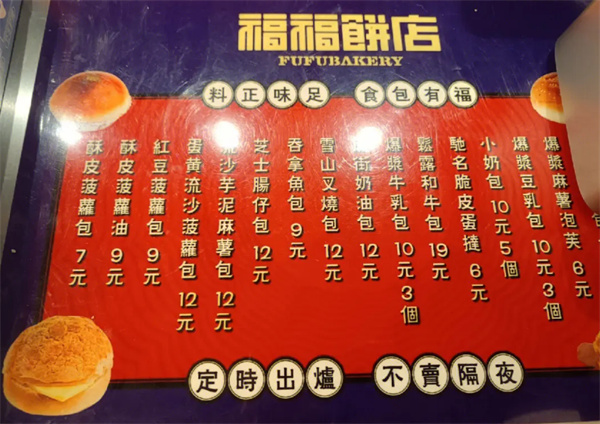 福福餅店
FUFUBAKERY
料正味足 食包有福
爆漿麻薯泡芙 6元
爆漿豆乳包 10元3個
小奶包 10元5個
馳名脆皮蛋撻 6元
鬆露和牛包 19元
爆漿牛乳包 10元3個
街奶油包 12元
雪山叉燒包 12元
吞拿魚包 9元
芝士腸仔包 12元
流沙芋泥麻薯包 12元
蛋黃流沙菠蘿包 12元
紅豆菠蘿包 9元
酥皮菠蘿油 9元
酥皮菠蘿包 7元
定時出爐 不賣隔夜